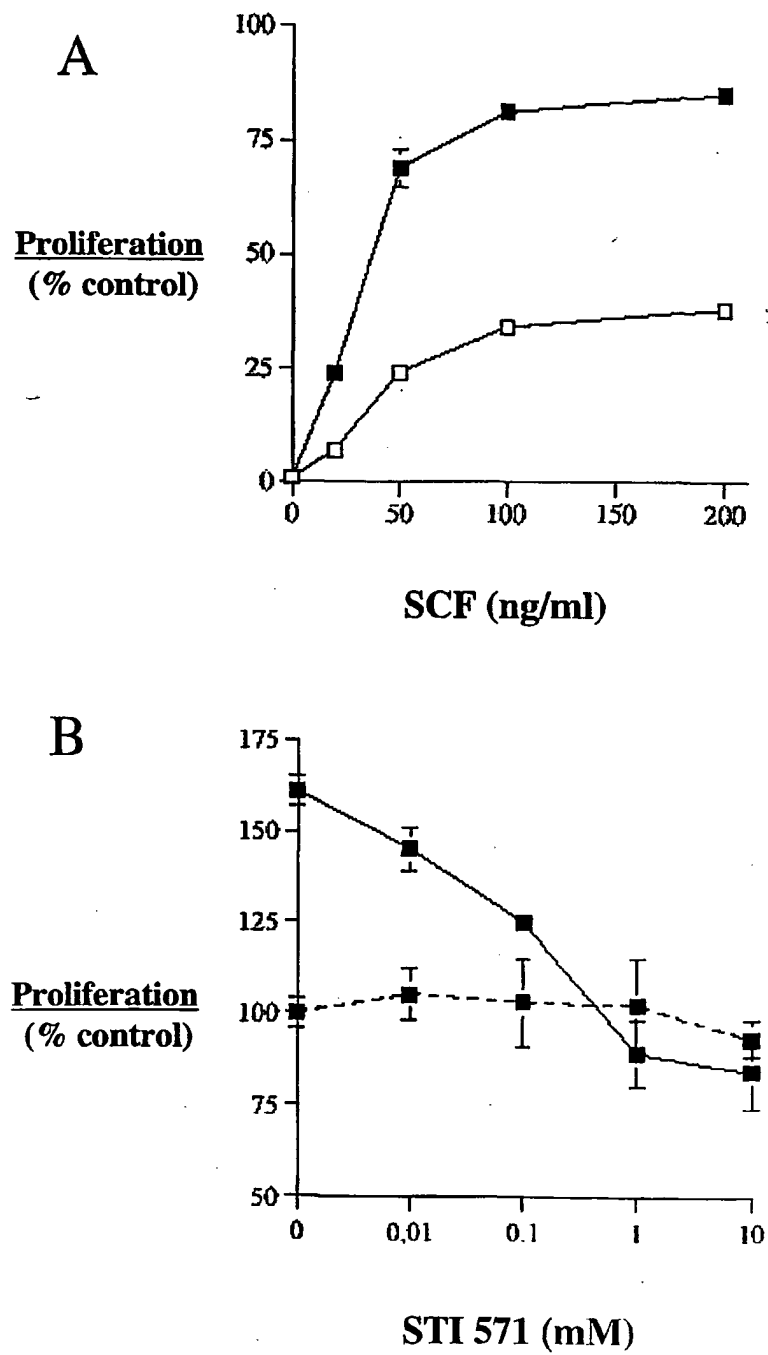 A
100
75
50
25
0
Proliferation
(% control)
0 50 100 150 200
SCF (ng/ml)
B
175
150
125
100
75
50
Proliferation
(% control)
0 0,01 0.1 1 10
STI 571 (mM)